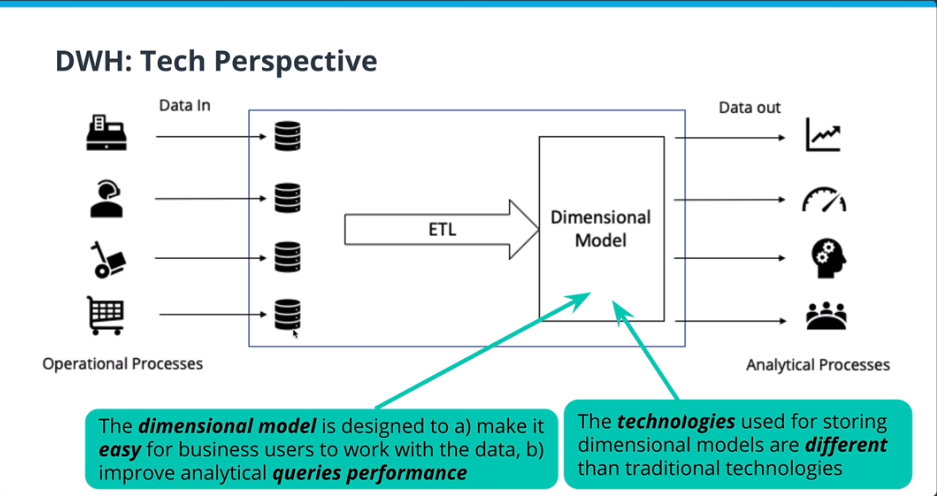 DWH: Tech Perspective
Data In
Data out
ETL
Dimensional
Model
Operational Processes
Analytical Processes
The dimensional model is designed to a) make it
easy for business users to work with the data, b)
improve analytical queries performance
The technologies used for storing
dimensional models are different
than traditional technologies